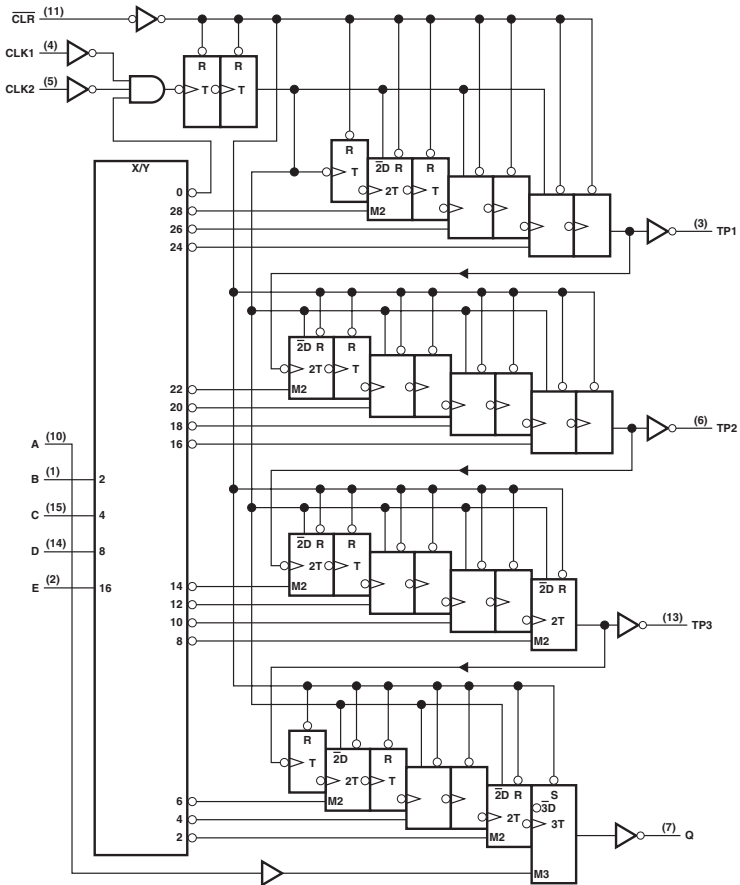 CLR (11)
CLK1 (4)
CLK2 (5)
R R
T T
X/Y
0
28
26
24
R
T
2D R R
2T T
M2
(3) TP1
2D R R
2T T
M2
22
20
18
16
(6) TP2
A (10)
B (1) 2
C (15) 4
D (14) 8
E (2) 16
2D R R
2T T
M2
14
12
10
8
2D R
2T
M2
(13) TP3
R
T
2D R
2T T
M2
6
4
2
2D R
2T
M2
S
3D
3T
M3
(7) Q